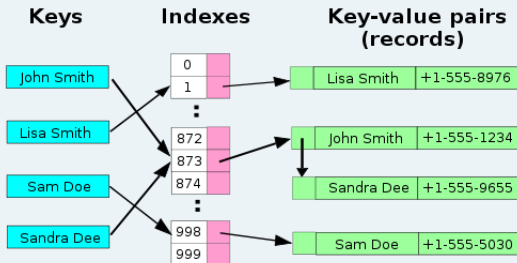 Keys
Indexes
Key-value pairs
(records)
John Smith
Lisa Smith
Sam Doe
Sandra Dee
0
1
:
872
873
874
:
998
999
Lisa Smith +1-555-8976
John Smith +1-555-1234
Sandra Dee +1-555-9655
Sam Doe +1-555-5030